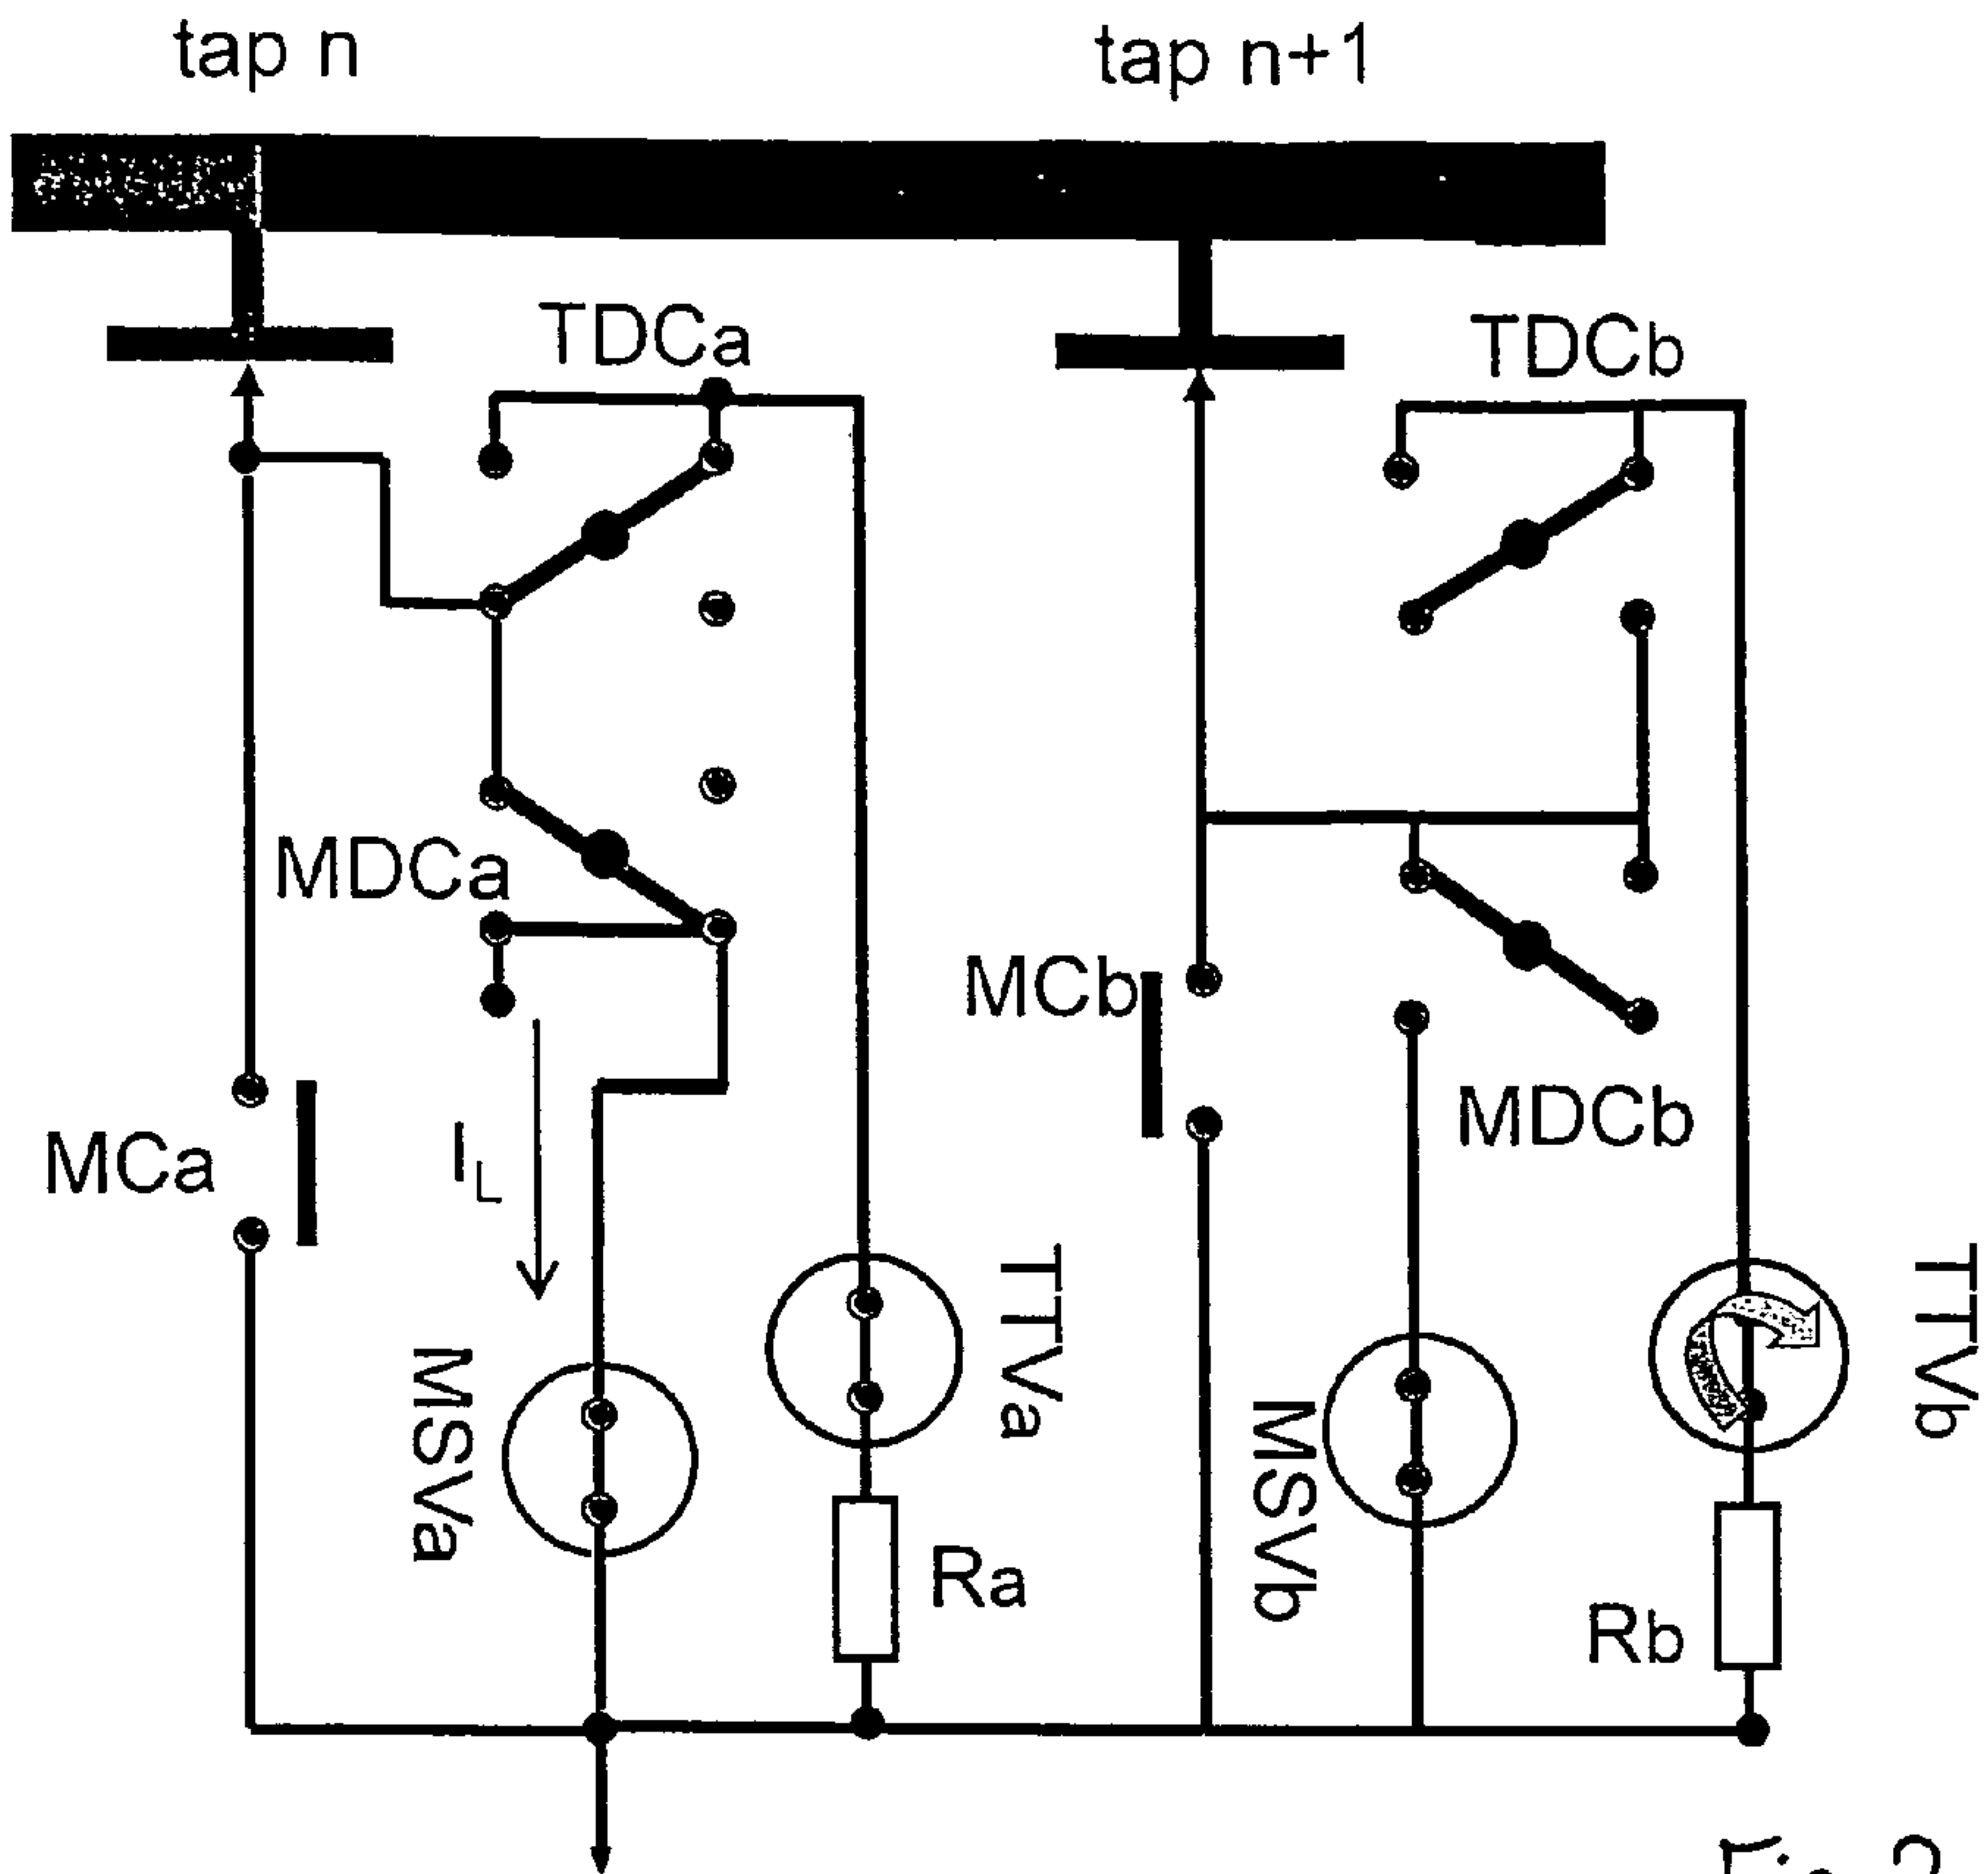 tap n
tap n+1
TDCa
TDCb
MDCa
MCb
MDCb
MCa
I_L
TTVa
TTVb
MSVa
MSVb
Ra
Rb